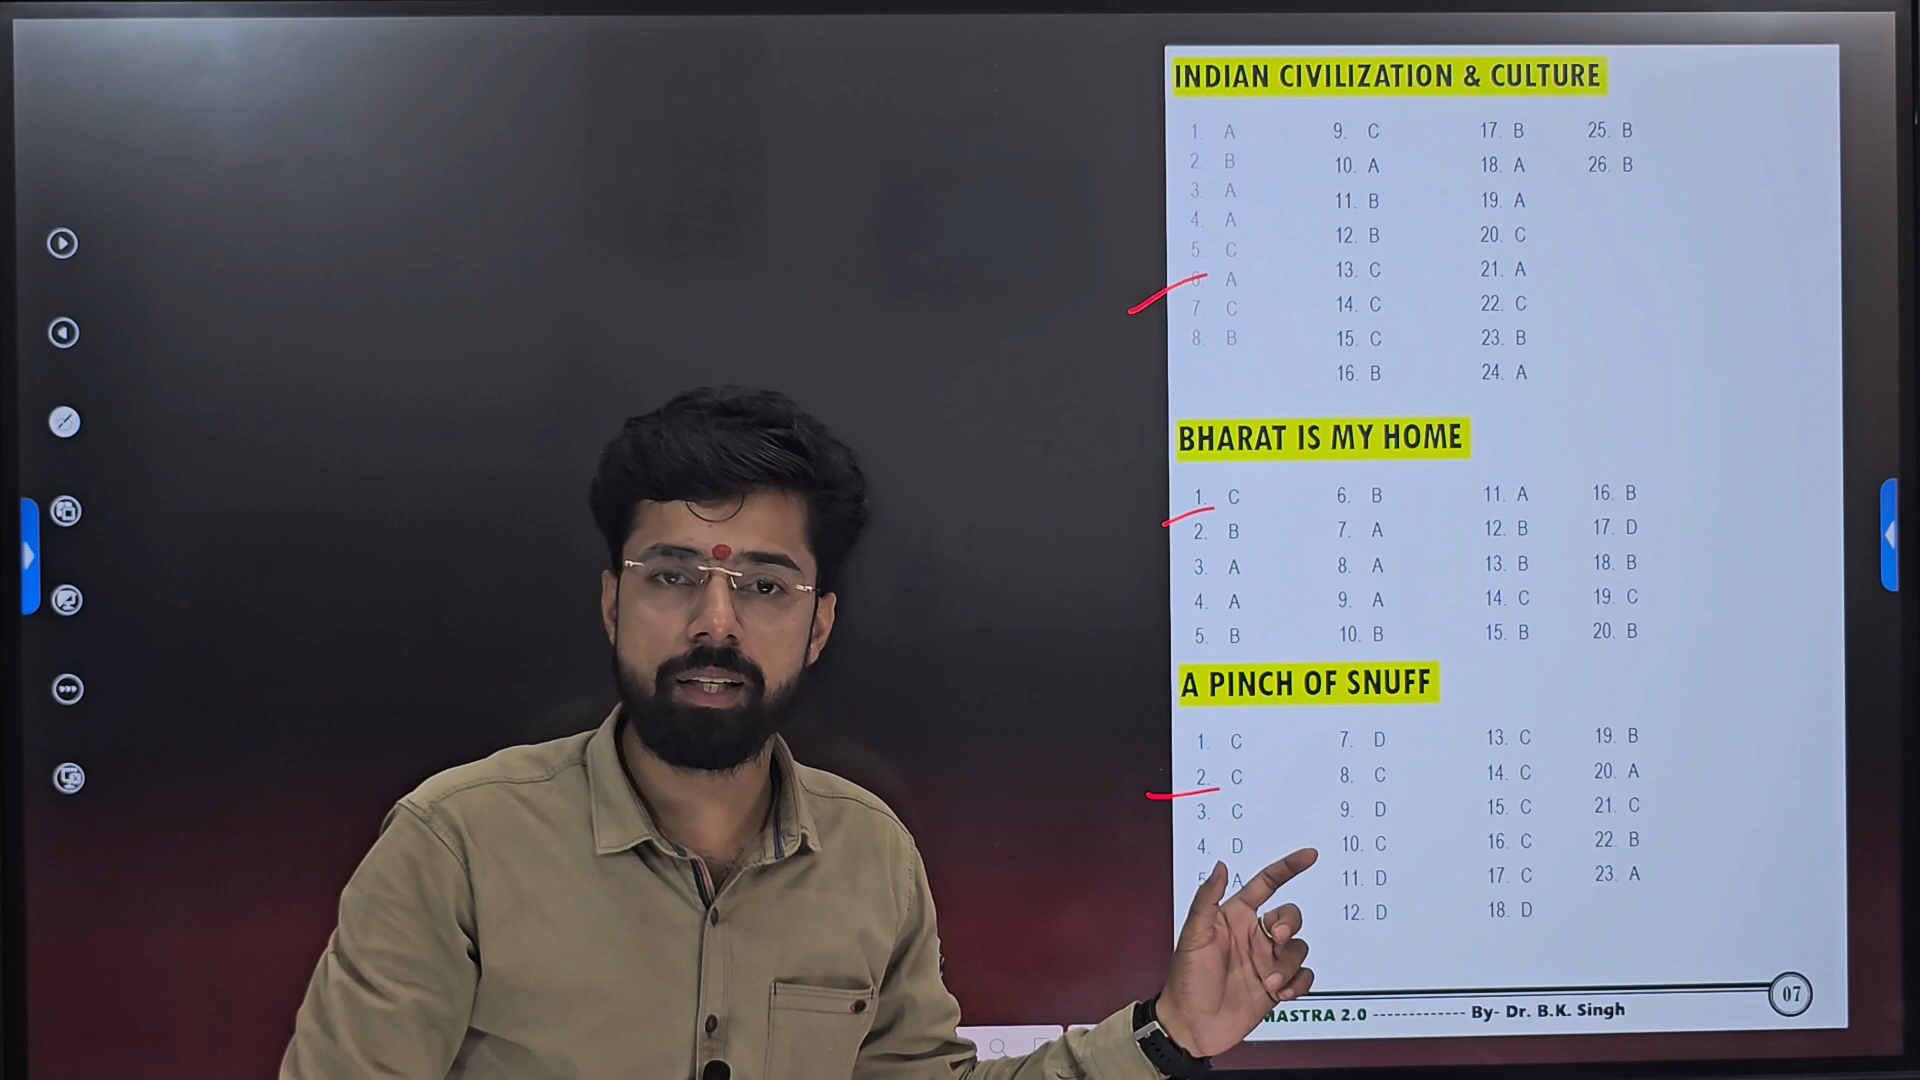 INDIAN CIVILIZATION & CULTURE
1. A 9. C 17. B 25. B
2. B 10. A 18. A 26. B
3. A 11. B 19. A
4. A 12. B 20. C
5. C 13. C 21. A
6. A 14. C 22. C
7. C 15. C 23. B
8. B 16. B 24. A
BHARAT IS MY HOME
1. C 6. B 11. A 16. B
2. B 7. A 12. B 17. D
3. A 8. A 13. B 18. B
4. A 9. A 14. C 19. C
5. B 10. B 15. B 20. B
A PINCH OF SNUFF
1. C 7. D 13. C 19. B
2. C 8. C 14. C 20. A
3. C 9. D 15. C 21. C
4. D 10. C 16. C 22. B
5. A 11. D 17. C 23. A
12. D 18. D
MASTRA 2.0 ------------- By- Dr. B.K. Singh
07